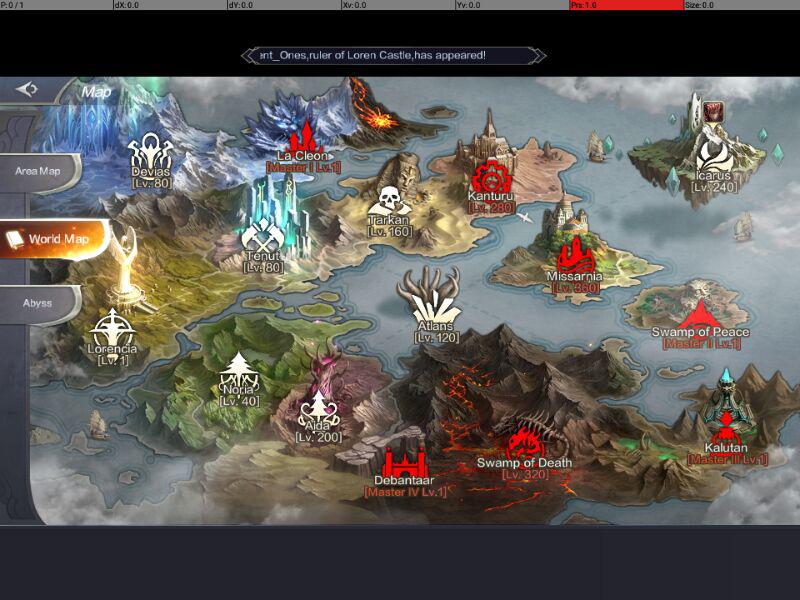 P: 0 / 1 dX: 0.0 dY: 0.0 Xv: 0.0 Yv: 0.0 Prs: 1.0 Size: 0.0
ent_Ones,ruler of Loren Castle,has appeared!
Map
Area Map
World Map
Abyss
Devias
[Lv. 80]
La Cleon
[Master I Lv.1]
Icarus
[Lv. 240]
Kanturu
[Lv. 280]
Tarkan
[Lv. 160]
Tenut
[Lv. 80]
Missarnia
[Lv. 360]
Atlans
[Lv. 120]
Swamp of Peace
[Master II Lv.1]
Lorencia
[Lv. 1]
Noria
[Lv. 40]
Aida
[Lv. 200]
Kalutan
[Master III Lv.1]
Swamp of Death
[Lv. 320]
Debantaar
[Master IV Lv.1]